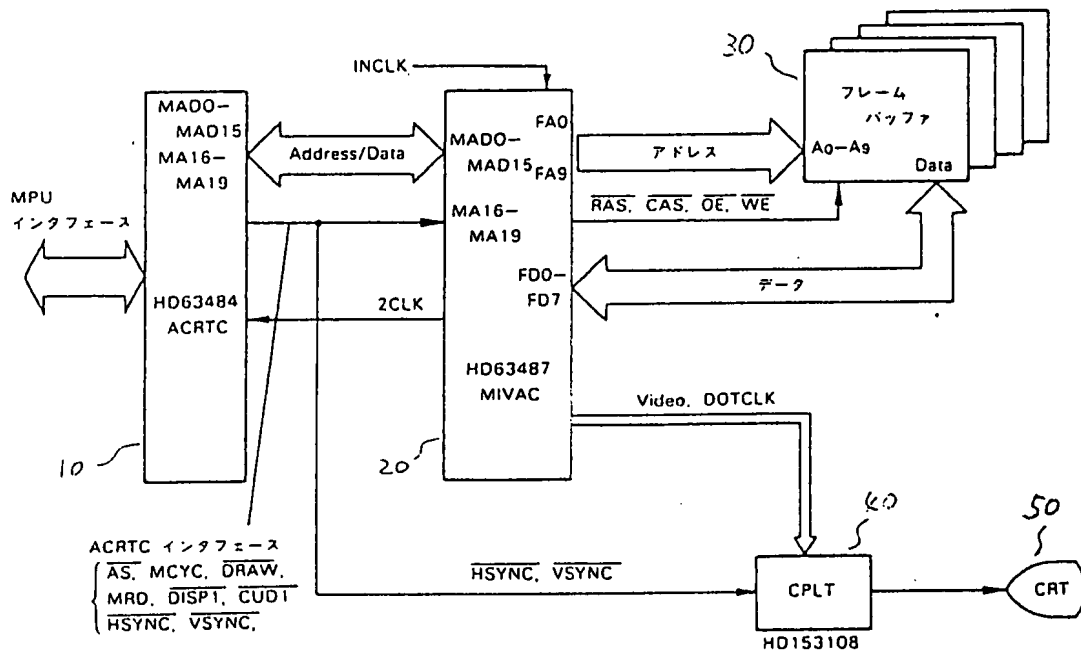 INCLK
30
MAD0-
MAD15
MA16-
MA19
Address/Data
MAD0-
MAD15
MA16-
MA19
FA0
FA9
アドレス
フレーム
バッファ
A0-A9
Data
RAS, CAS, OE, WE
MPU
インタフェース
FD0-
FD7
データ
HD63484
ACRTC
2CLK
HD63487
MIVAC
Video, DOTCLK
10
20
40
50
ACRTC インタフェース
AS, MCYC, DRAW,
MRD, DISP1, CUD1
HSYNC, VSYNC,
HSYNC, VSYNC
CPLT
HD153108
CRT